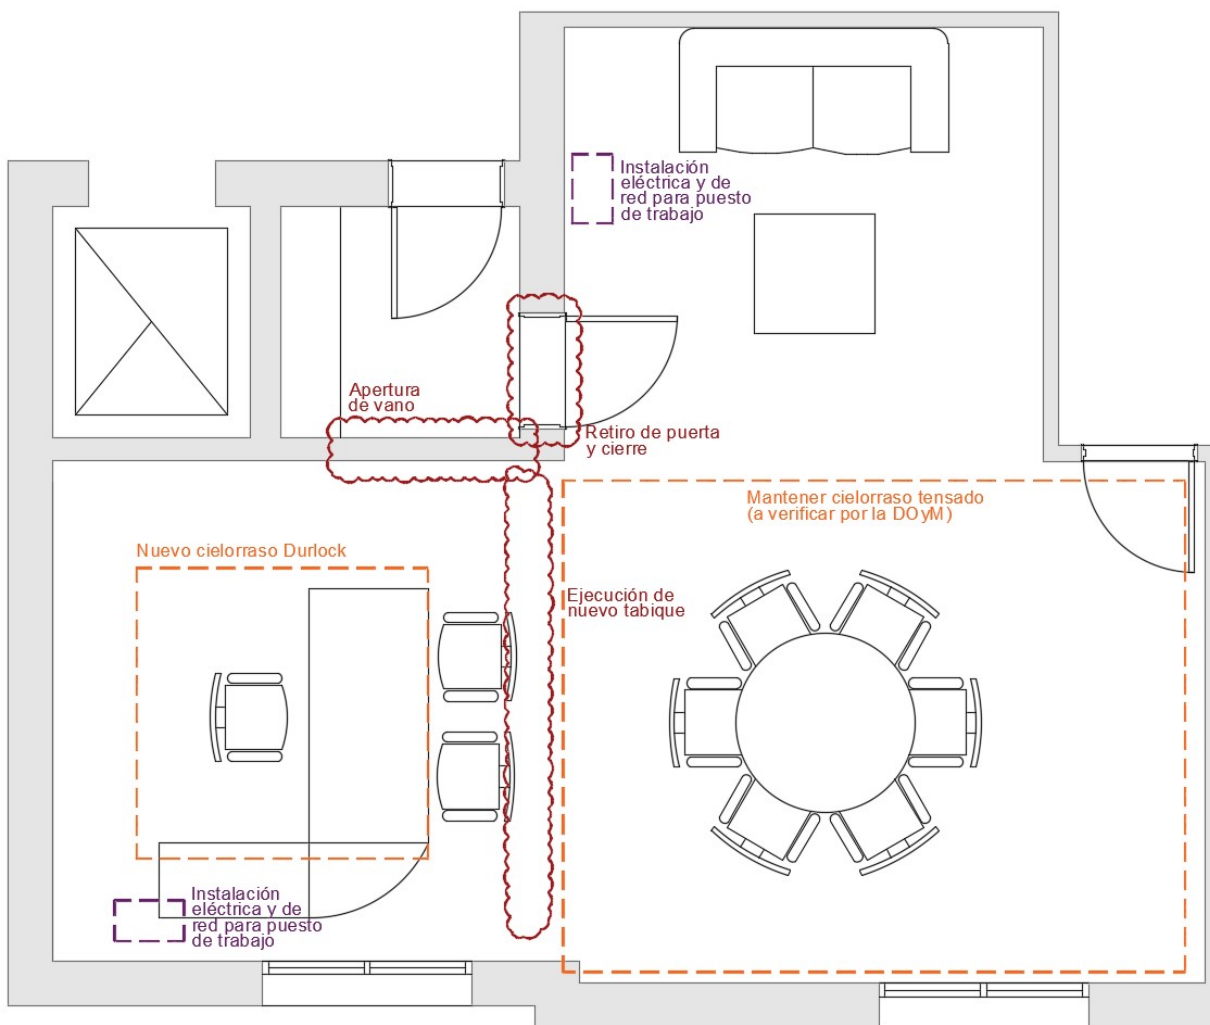 Instalación
eléctrica y de
red para puesto
de trabajo
Apertura
de vano
Retiro de puerta
y cierre
Mantener cielorraso tensado
(a verificar por la DOyM)
Nuevo cielorraso Durlock
Ejecución de
nuevo tabique
Instalación
eléctrica y de
red para puesto
de trabajo